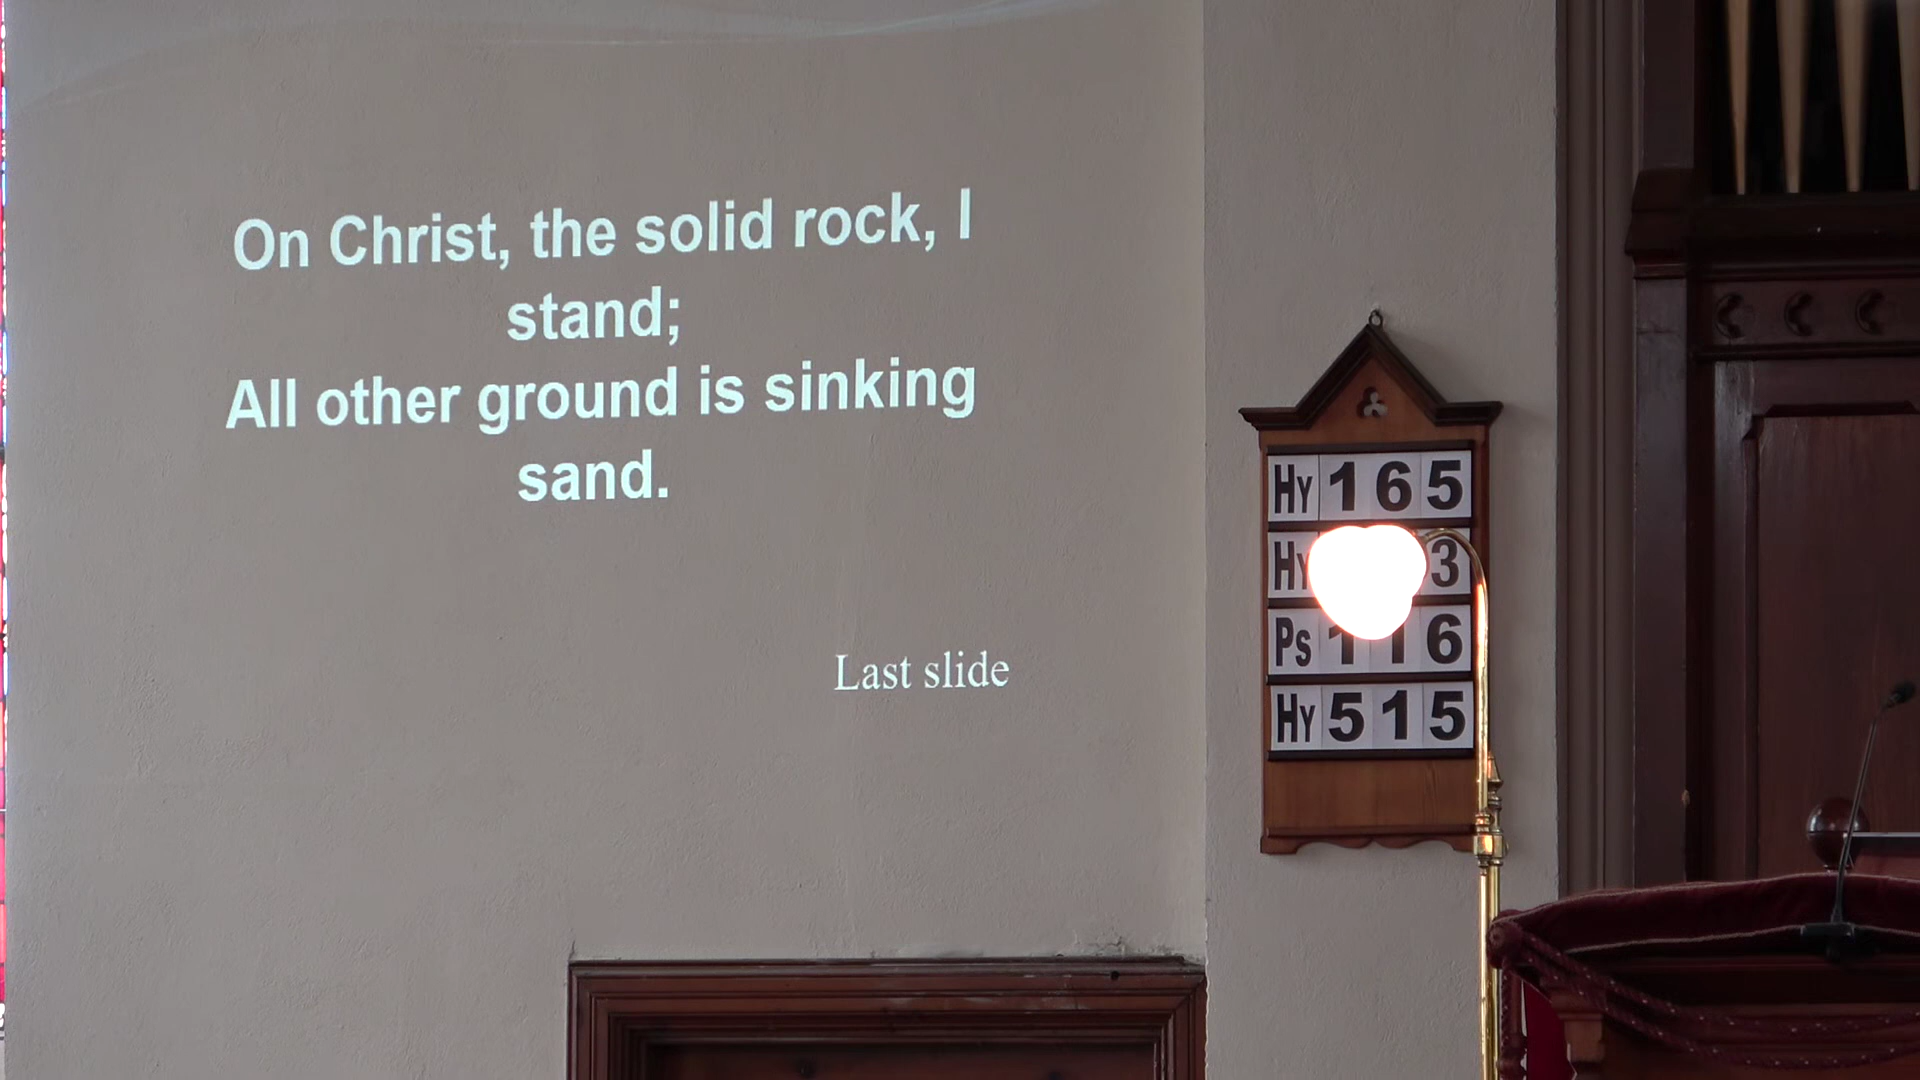 On Christ, the solid rock, I
stand;
All other ground is sinking
sand.
Last slide
Hy 165
Hy 3
Ps 116
Hy 515